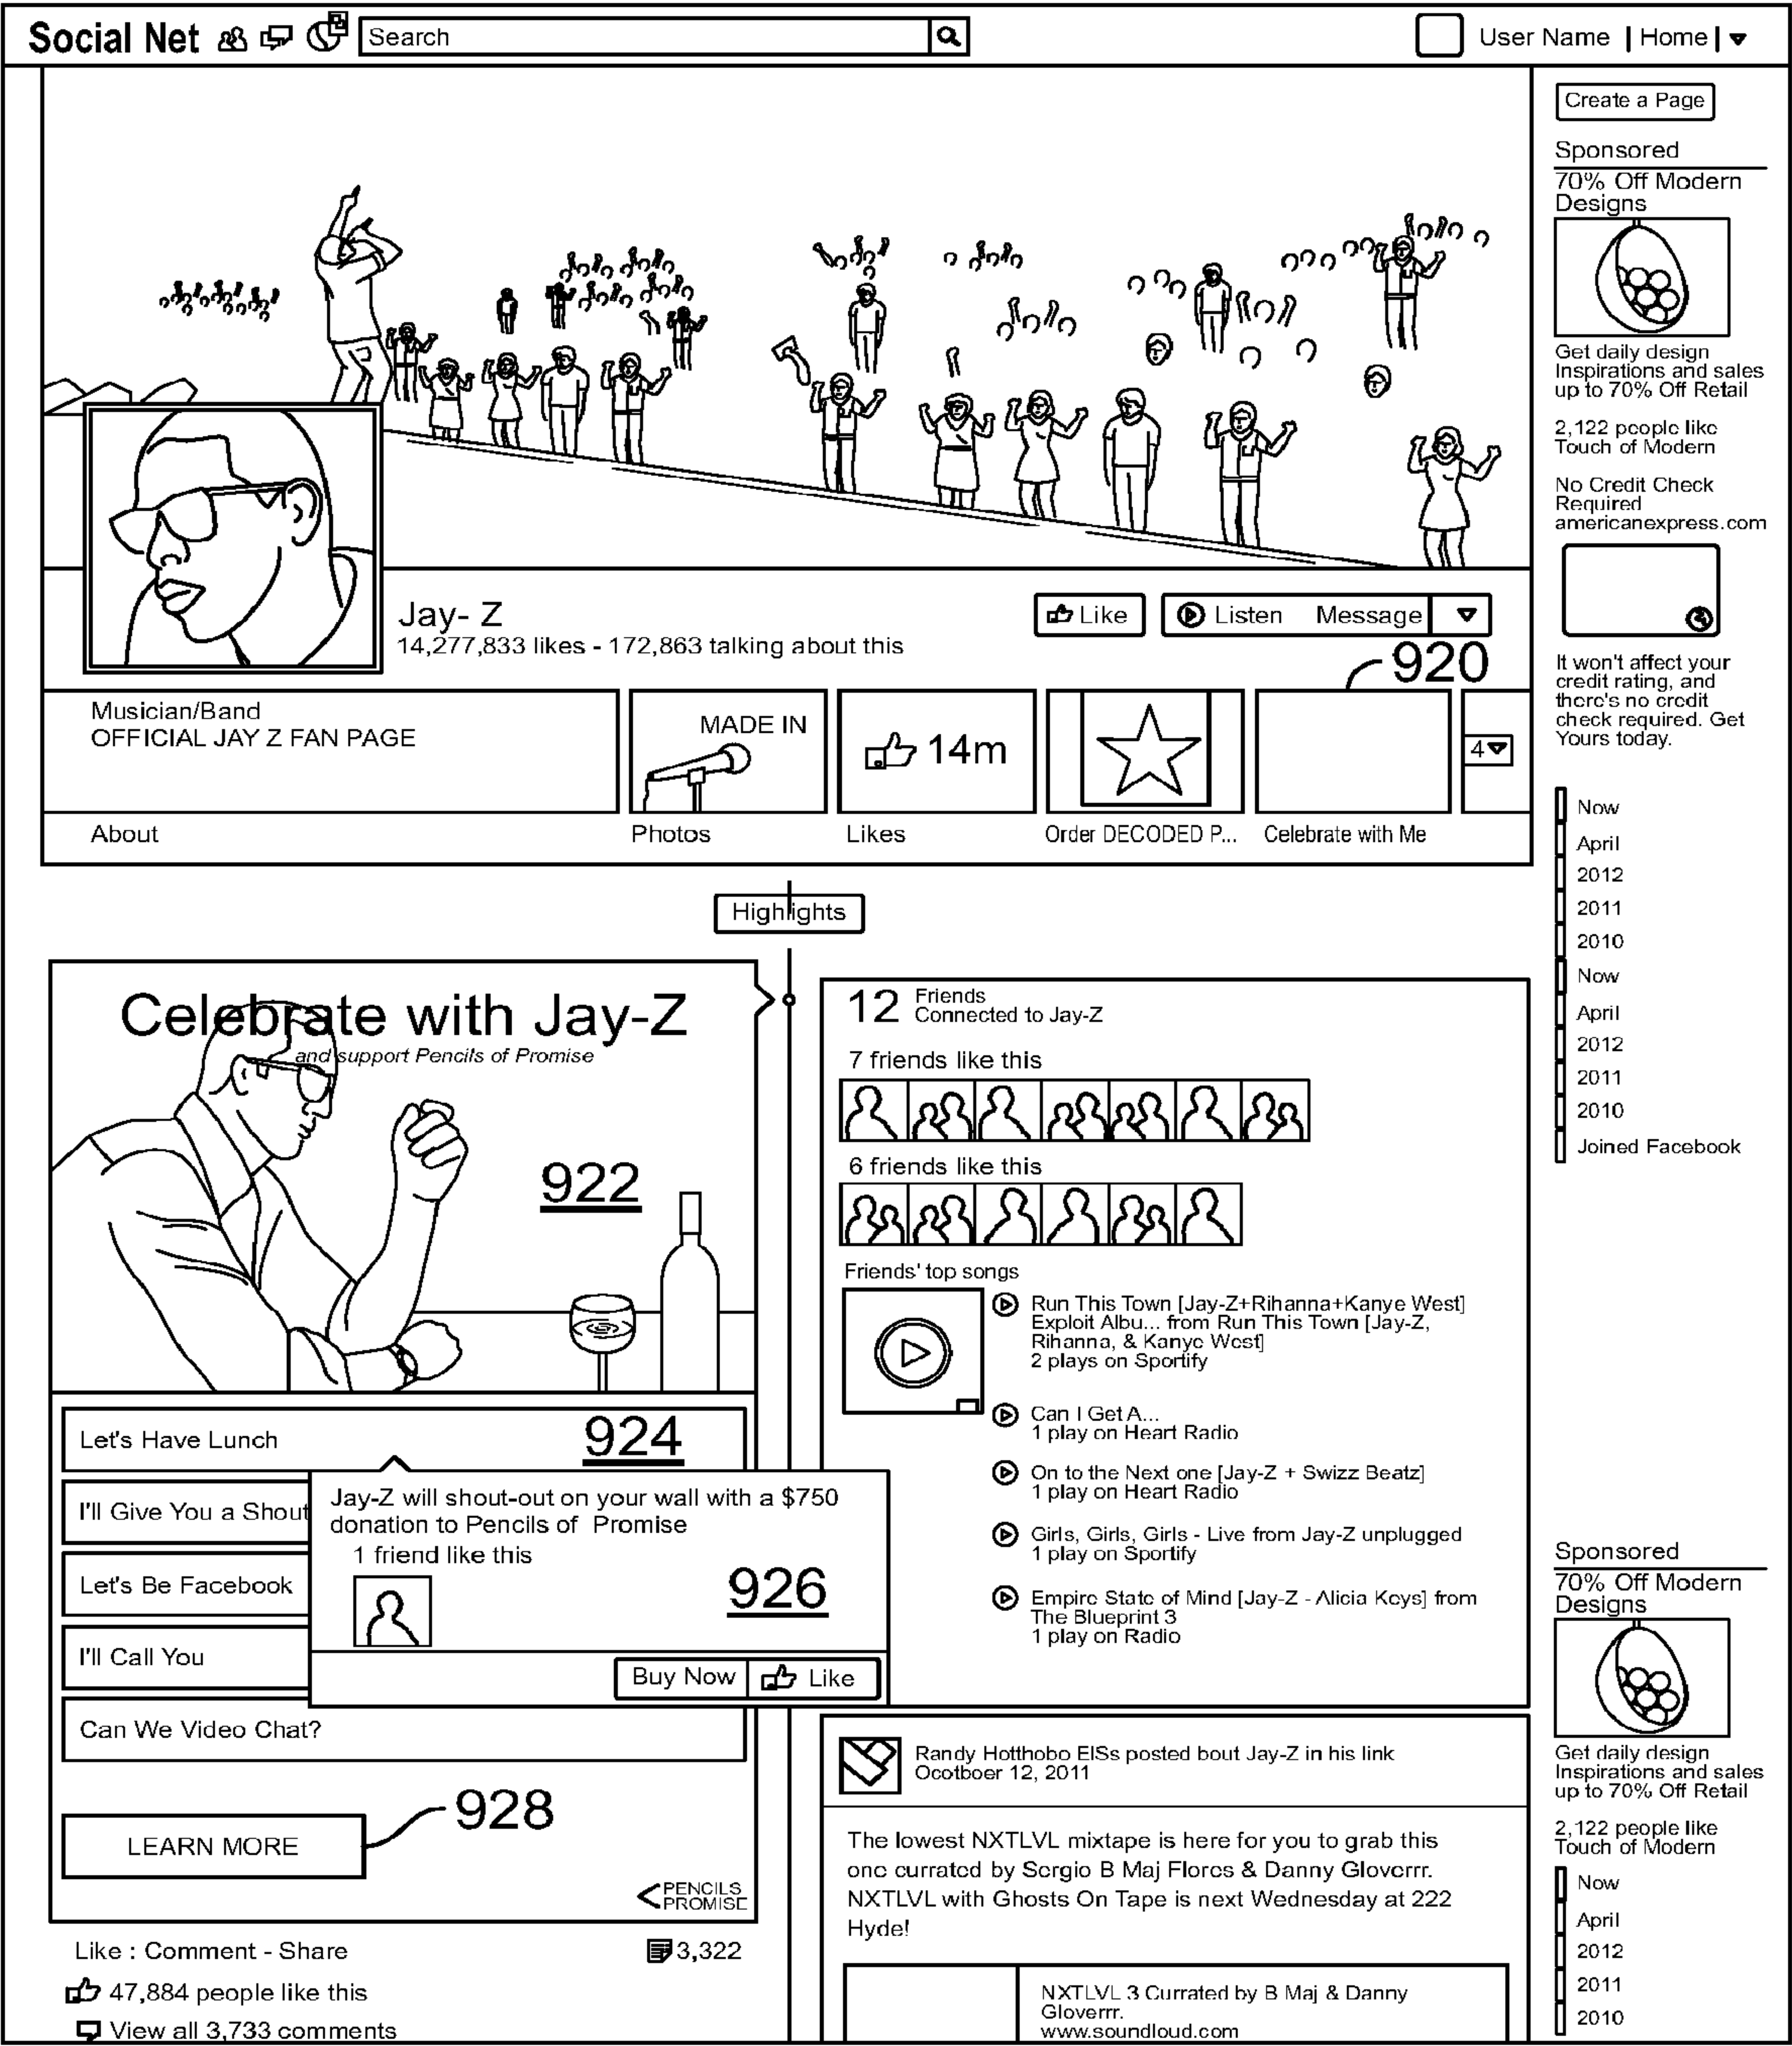 Social Net
Search
User Name | Home |
Create a Page
Sponsored
70% Off Modern
Designs
Get daily design
Inspirations and sales
up to 70% Off Retail
2,122 people like
Touch of Modern
No Credit Check
Required
americanexpress.com
It won't affect your
credit rating, and
there's no credit
check required. Get
Yours today.
Jay- Z
14,277,833 likes - 172,863 talking about this
Like
Listen
Message
920
Musician/Band
OFFICIAL JAY Z FAN PAGE
MADE IN
14m
4
About
Photos
Likes
Order DECODED P...
Celebrate with Me
Now
April
2012
2011
2010
Now
April
2012
2011
2010
Joined Facebook
Highlights
Celebrate with Jay-Z
and support Pencils of Promise
922
Let's Have Lunch
924
I'll Give You a Shout
Let's Be Facebook
I'll Call You
Can We Video Chat?
Jay-Z will shout-out on your wall with a $750
donation to Pencils of Promise
1 friend like this
926
Buy Now
Like
LEARN MORE
928
PENCILS
PROMISE
Like : Comment - Share
3,322
47,884 people like this
View all 3,733 comments
12 Friends
Connected to Jay-Z
7 friends like this
6 friends like this
Friends' top songs
Run This Town [Jay-Z+Rihanna+Kanye West]
Exploit Albu... from Run This Town [Jay-Z,
Rihanna, & Kanye West]
2 plays on Sportify
Can I Get A...
1 play on Heart Radio
On to the Next one [Jay-Z + Swizz Beatz]
1 play on Heart Radio
Girls, Girls, Girls - Live from Jay-Z unplugged
1 play on Sportify
Empire State of Mind [Jay-Z - Alicia Keys] from
The Blueprint 3
1 play on Radio
Randy Hotthobo EISs posted bout Jay-Z in his link
Ocotboer 12, 2011
The lowest NXTLVL mixtape is here for you to grab this
one currated by Sergio B Maj Flores & Danny Gloverrr.
NXTLVL with Ghosts On Tape is next Wednesday at 222
Hyde!
NXTLVL 3 Currated by B Maj & Danny
Gloverrr.
www.soundloud.com
Sponsored
70% Off Modern
Designs
Get daily design
Inspirations and sales
up to 70% Off Retail
2,122 people like
Touch of Modern
Now
April
2012
2011
2010